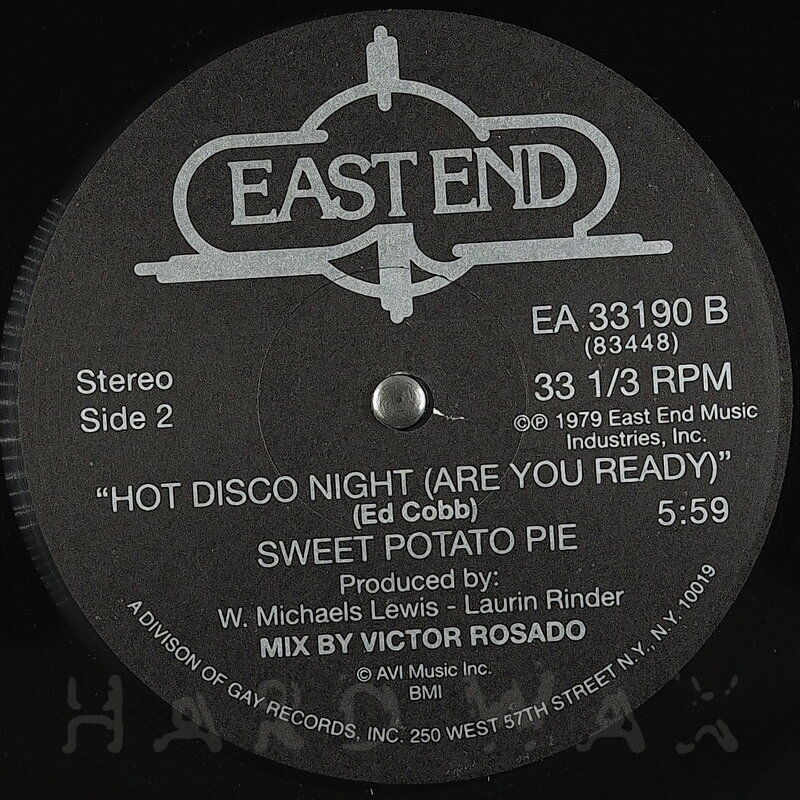 EAST END
EA 33190 B
(83448)
Stereo
Side 2
33 1/3 RPM
©℗ 1979 East End Music
Industries, Inc.
“HOT DISCO NIGHT (ARE YOU READY)”
(Ed Cobb)
5:59
SWEET POTATO PIE
Produced by:
W. Michaels Lewis - Laurin Rinder
MIX BY VICTOR ROSADO
© AVI Music Inc.
BMI
A DIVISON OF GAY RECORDS, INC. 250 WEST 57TH STREET N.Y., N.Y. 10019
HARD WAX